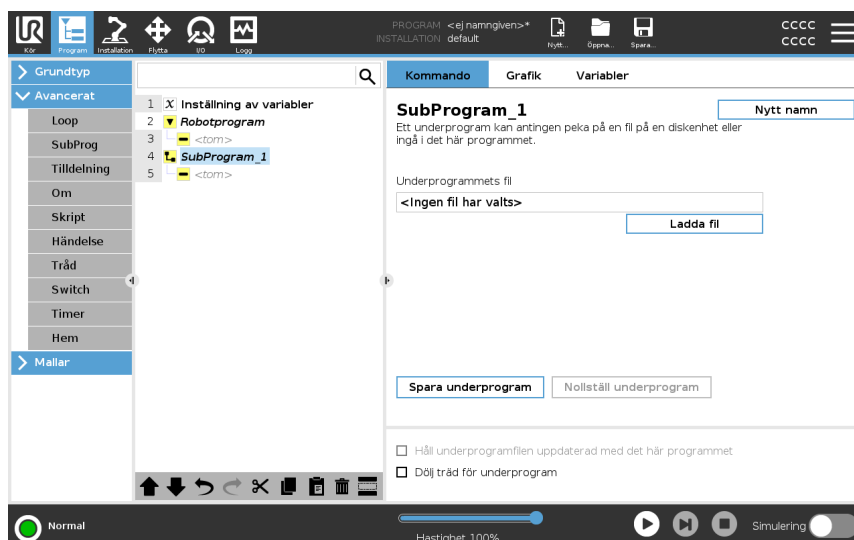 UR
Kör
Program
Installation
Flytta
I/O
Logg
PROGRAM <ej namngiven>*
INSTALLATION default
Nytt...
Öppna...
Spara...
CCCC
CCCC
Grundtyp
Avancerat
Loop
SubProg
Tilldelning
Om
Skript
Händelse
Tråd
Switch
Timer
Hem
Mallar
1 X Inställning av variabler
2 Robotprogram
3 <tom>
4 SubProgram_1
5 <tom>
Kommando Grafik Variabler
SubProgram_1
Nytt namn
Ett underprogram kan antingen peka på en fil på en diskenhet eller
ingå i det här programmet.
Underprogrammets fil
<Ingen fil har valts>
Ladda fil
Spara underprogram
Nollställ underprogram
Håll underprogramfilen uppdaterad med det här programmet
Dölj träd för underprogram
Normal
Hastighet 100%
Simulering